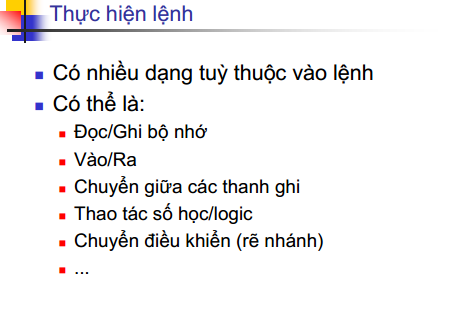 Thực hiện lệnh
Có nhiều dạng tuỳ thuộc vào lệnh
Có thể là:
Đọc/Ghi bộ nhớ
Vào/Ra
Chuyển giữa các thanh ghi
Thao tác số học/logic
Chuyển điều khiển (rẽ nhánh)
...